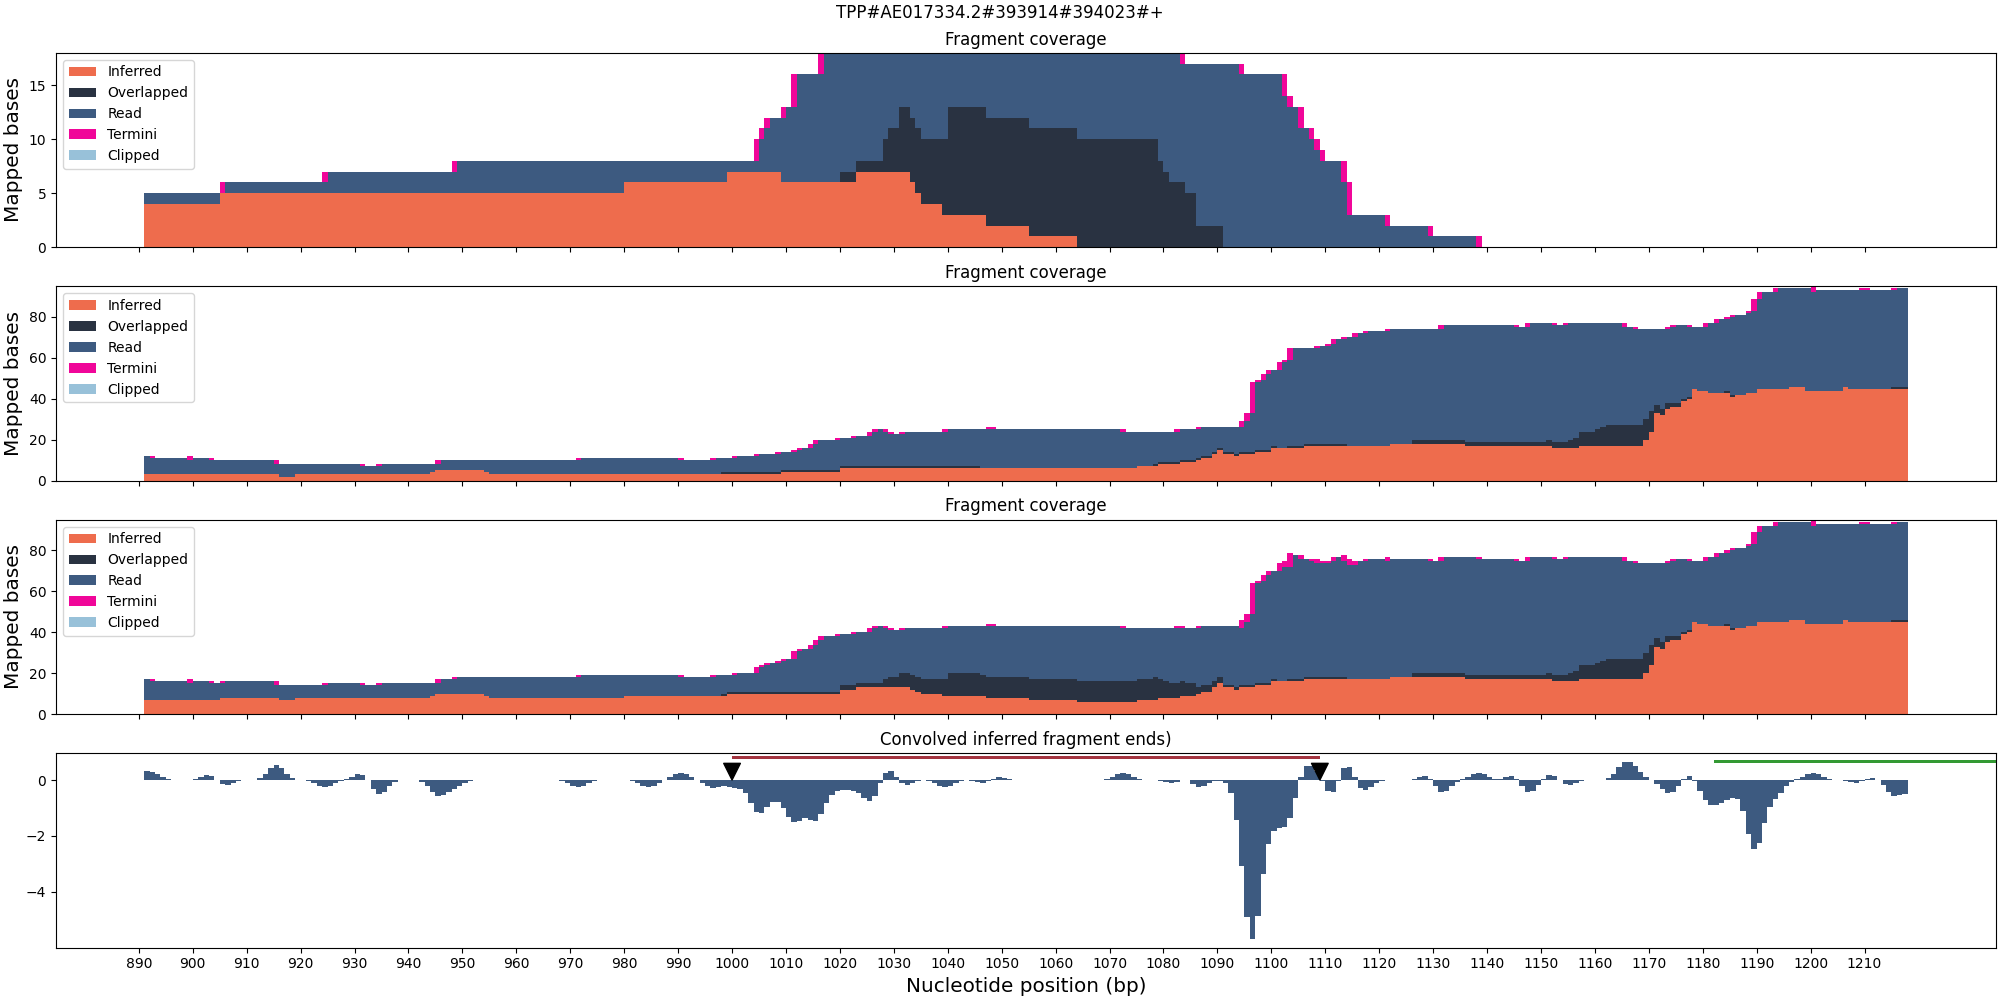 TPP#AE017334.2#393914#394023#+
Fragment coverage
Mapped bases
15
10
5
0
Inferred
Overlapped
Read
Termini
Clipped
Fragment coverage
Mapped bases
80
60
40
20
0
Inferred
Overlapped
Read
Termini
Clipped
Fragment coverage
Mapped bases
80
60
40
20
0
Inferred
Overlapped
Read
Termini
Clipped
Convolved inferred fragment ends)
0
−2
−4
890 900 910 920 930 940 950 960 970 980 990 1000 1010 1020 1030 1040 1050 1060 1070 1080 1090 1100 1110 1120 1130 1140 1150 1160 1170 1180 1190 1200 1210
Nucleotide position (bp)